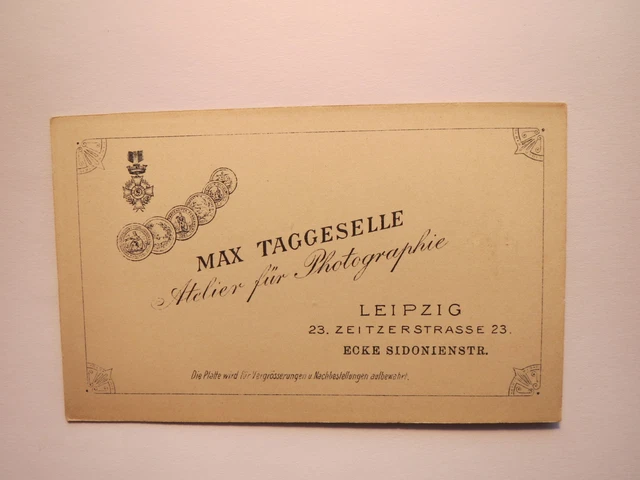 MAX TAGGESELLE
Atelier für Photographie
LEIPZIG
23. ZEITZERSTRASSE 23.
ECKE SIDONIENSTR.
Die Platte wird für Vergrösserungen u. Nachbestellungen aufbewahrt.